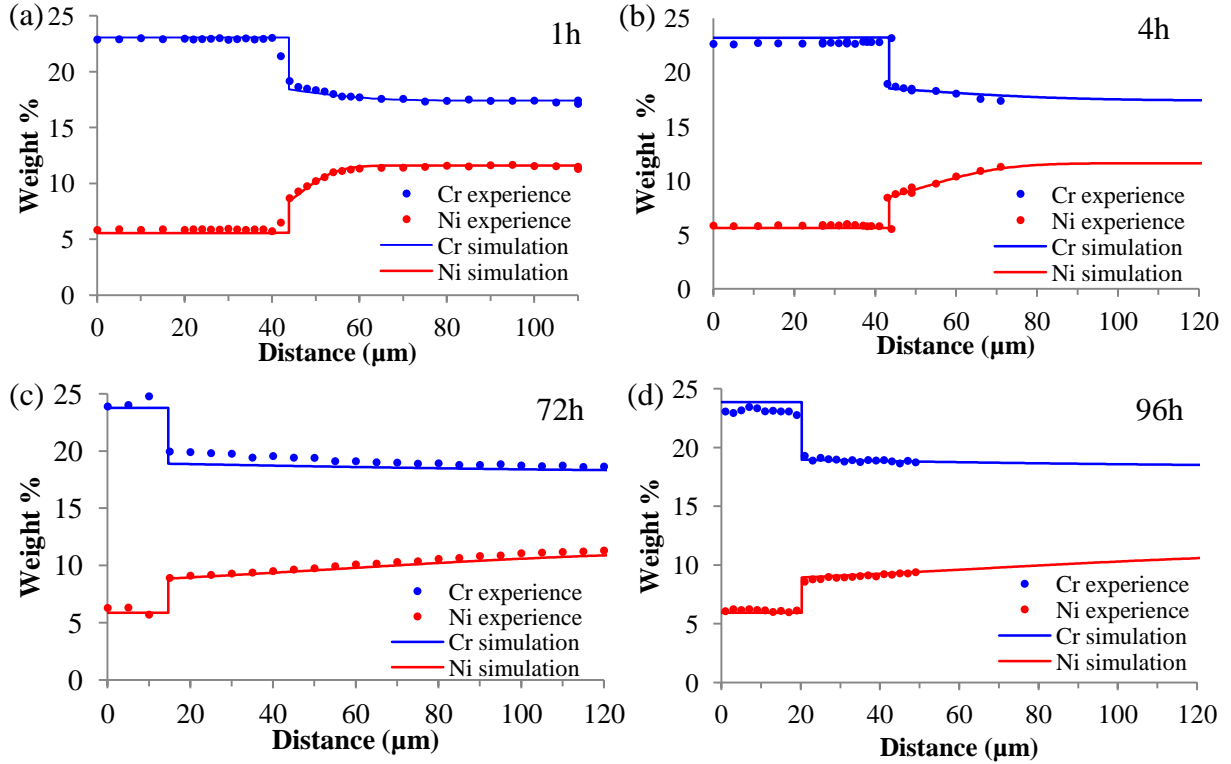 (a)
1h
Weight %
25
20
15
10
5
0
Cr experience
Ni experience
Cr simulation
Ni simulation
0 20 40 60 80 100
Distance (µm)
(b)
4h
Weight %
25
20
15
10
5
0
Cr experience
Ni experience
Cr simulation
Ni simulation
0 20 40 60 80 100 120
Distance (µm)
(c)
72h
Weight %
25
20
15
10
5
0
Cr experience
Ni experience
Cr simulation
Ni simulation
0 20 40 60 80 100 120
Distance (µm)
(d)
96h
Weight %
25
20
15
10
5
0
Cr experience
Ni experience
Cr simulation
Ni simulation
0 20 40 60 80 100 120
Distance (µm)